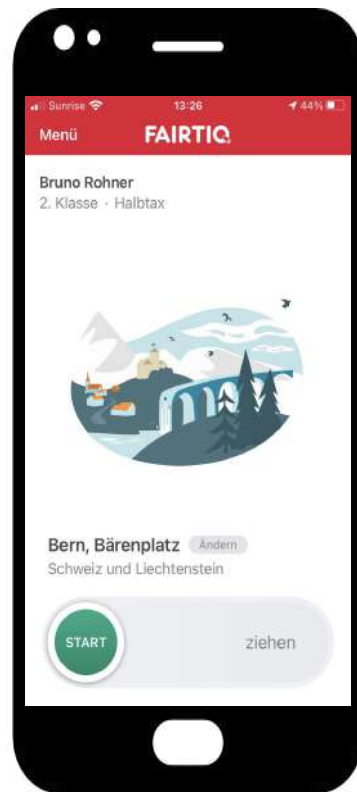 Sunrise 13:26 44%
Menü FAIRTIQ
Bruno Rohner
2. Klasse · Halbtax
Bern, Bärenplatz Ändern
Schweiz und Liechtenstein
START ziehen